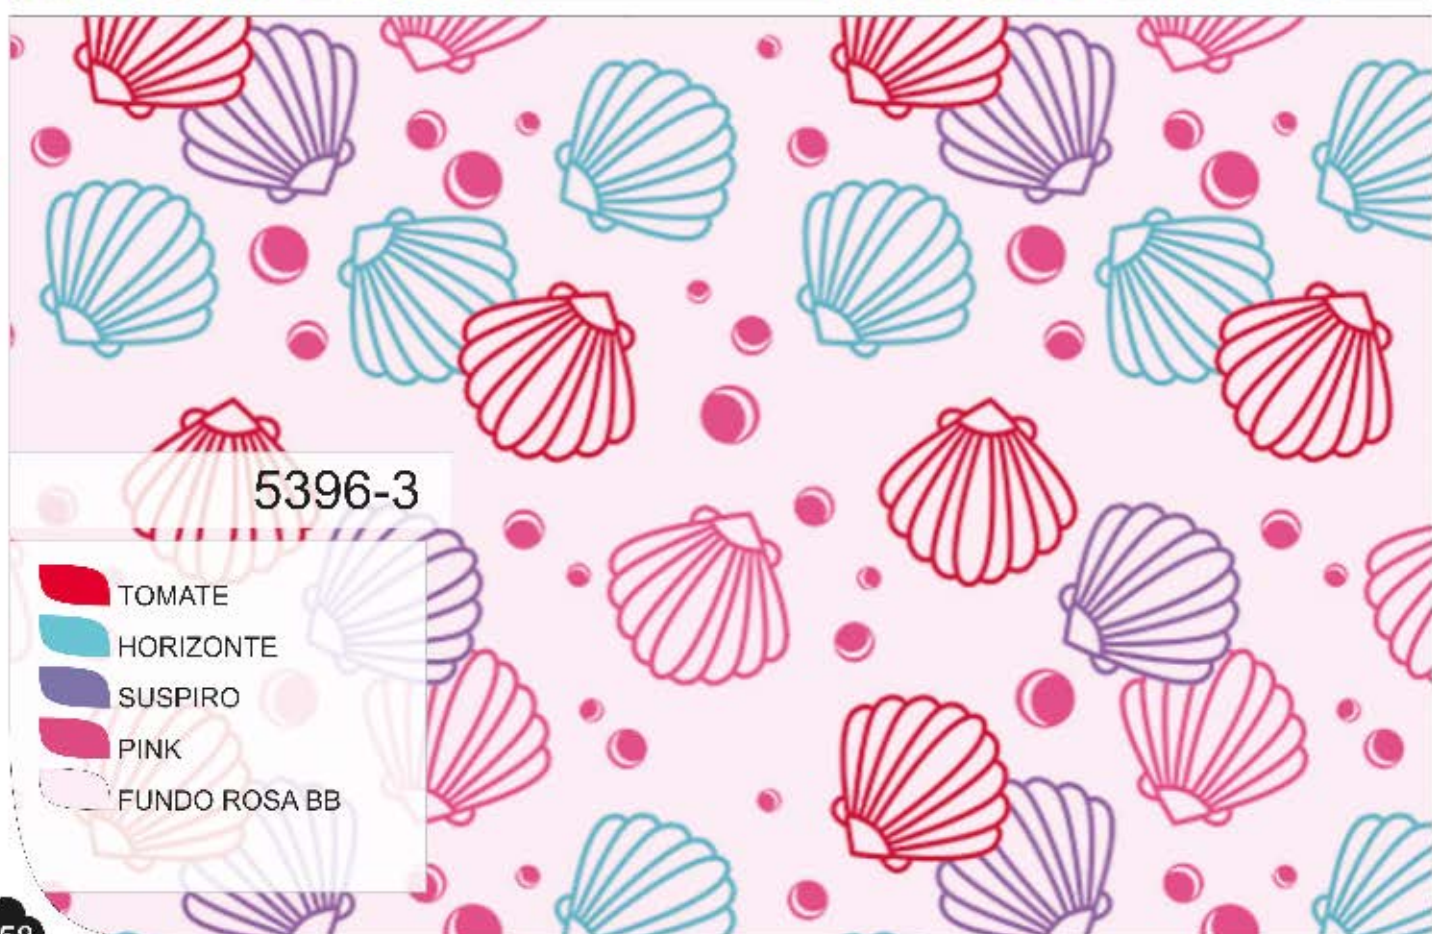 5396-3
TOMATE
HORIZONTE
SUSPIRO
PINK
FUNDO ROSA BB